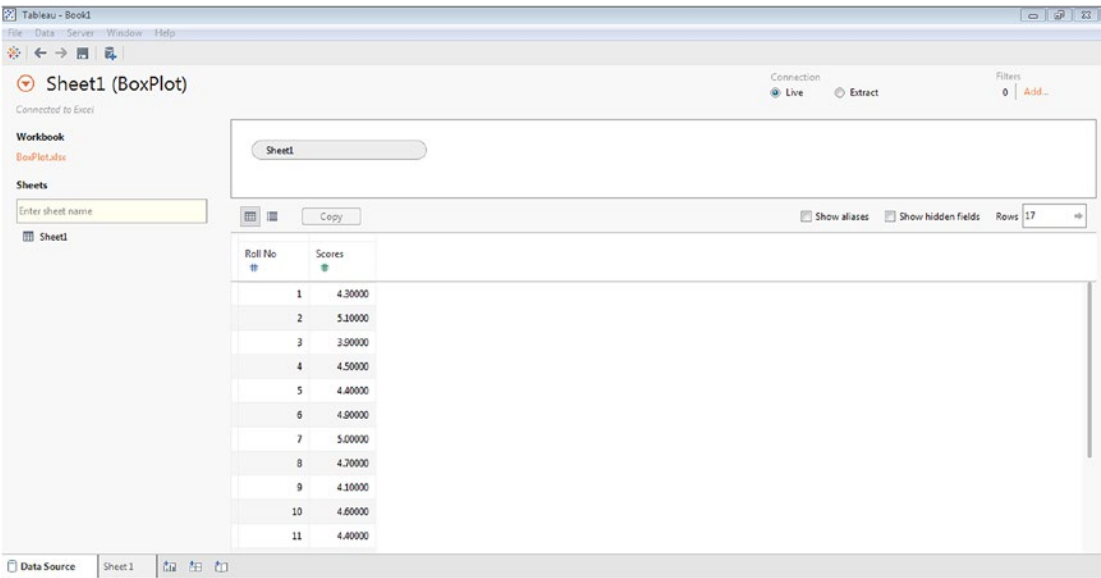 Tableau - Book1
File Data Server Window Help
Sheet1 (BoxPlot)
Connected to Excel
Connection
Live Extract
Filters
0 Add...
Workbook
BoxPlot.xlsx
Sheets
Enter sheet name
Sheet1
Sheet1
Copy
Show aliases Show hidden fields Rows 17
Roll No Scores
1 4.30000
2 5.10000
3 3.90000
4 4.50000
5 4.40000
6 4.90000
7 5.00000
8 4.70000
9 4.10000
10 4.60000
11 4.40000
Data Source Sheet 1